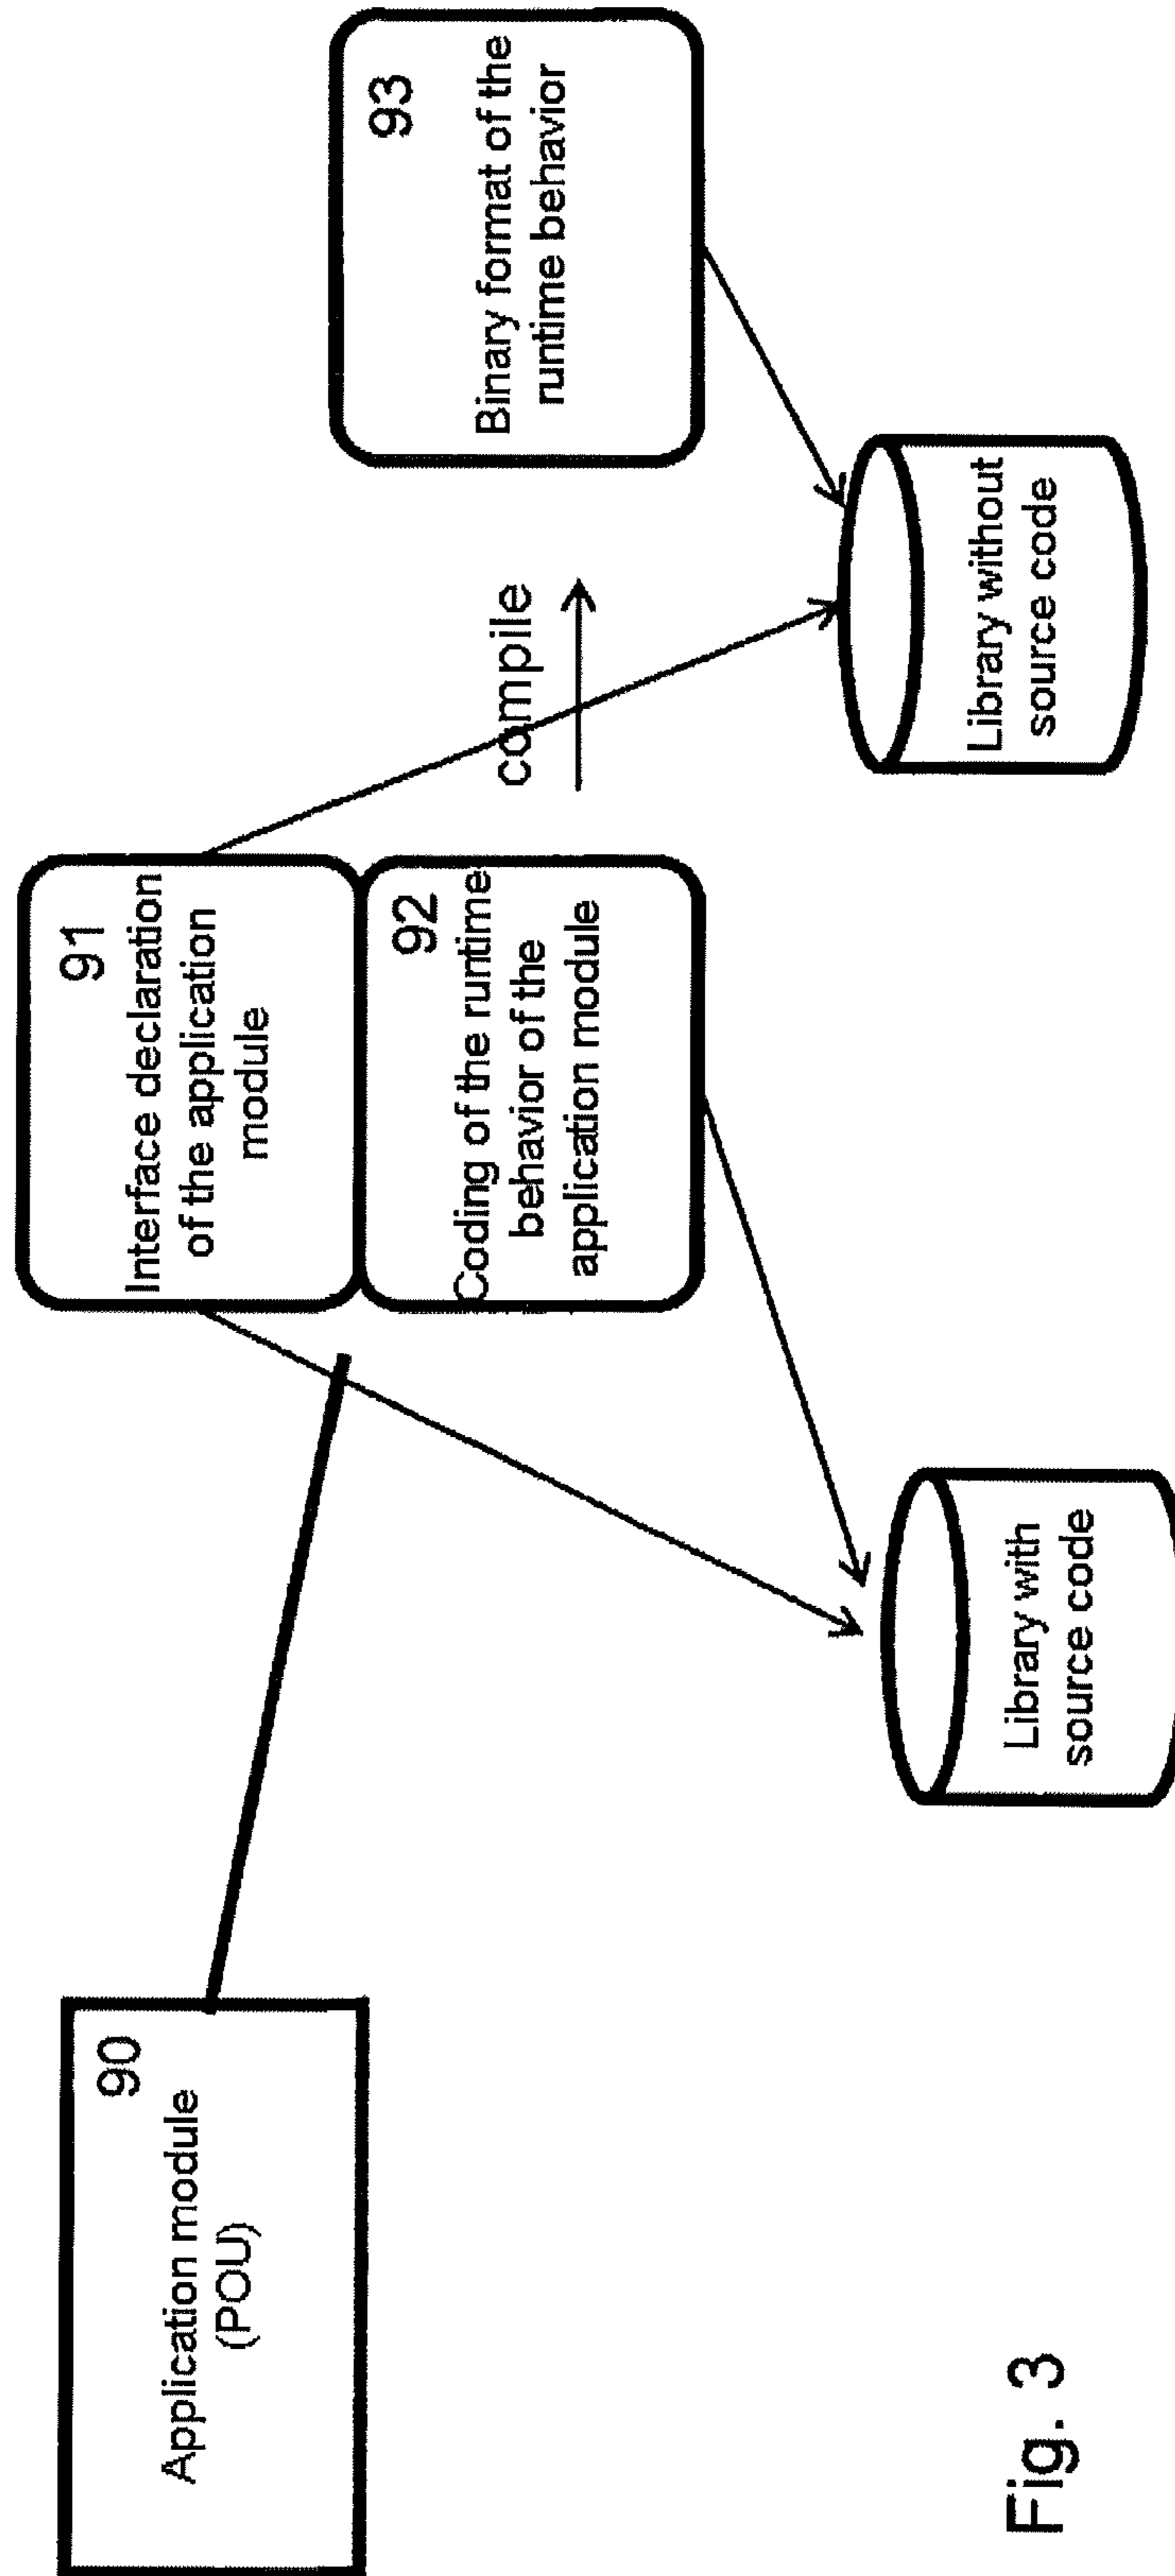 90
Application module
(POU)
91
Interface declaration
of the application
module
92
Coding of the runtime
behavior of the
application module
compile
93
Binary format of the
runtime behavior
Library with
source code
Library without
source code
Fig. 3